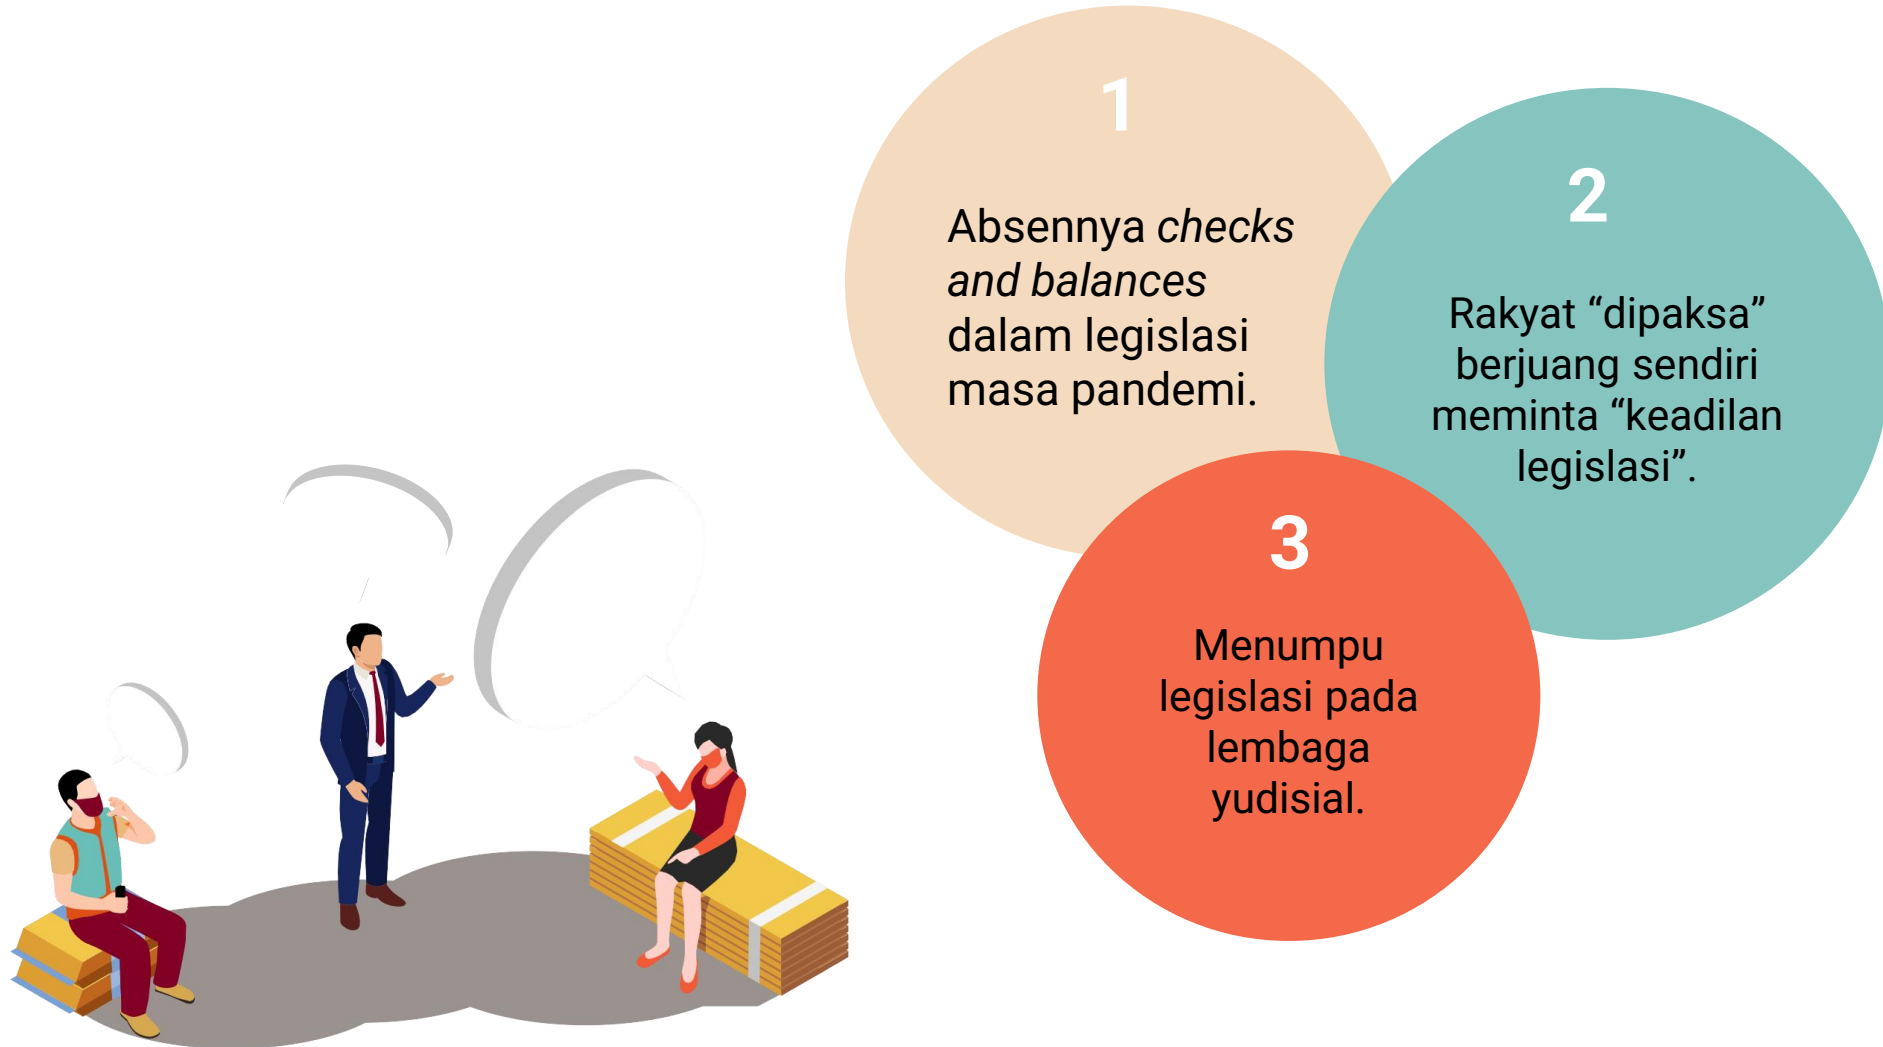 1
Absennya checks
and balances
dalam legislasi
masa pandemi.
2
Rakyat “dipaksa”
berjuang sendiri
meminta “keadilan
legislasi”.
3
Menumpu
legislasi pada
lembaga
yudisial.